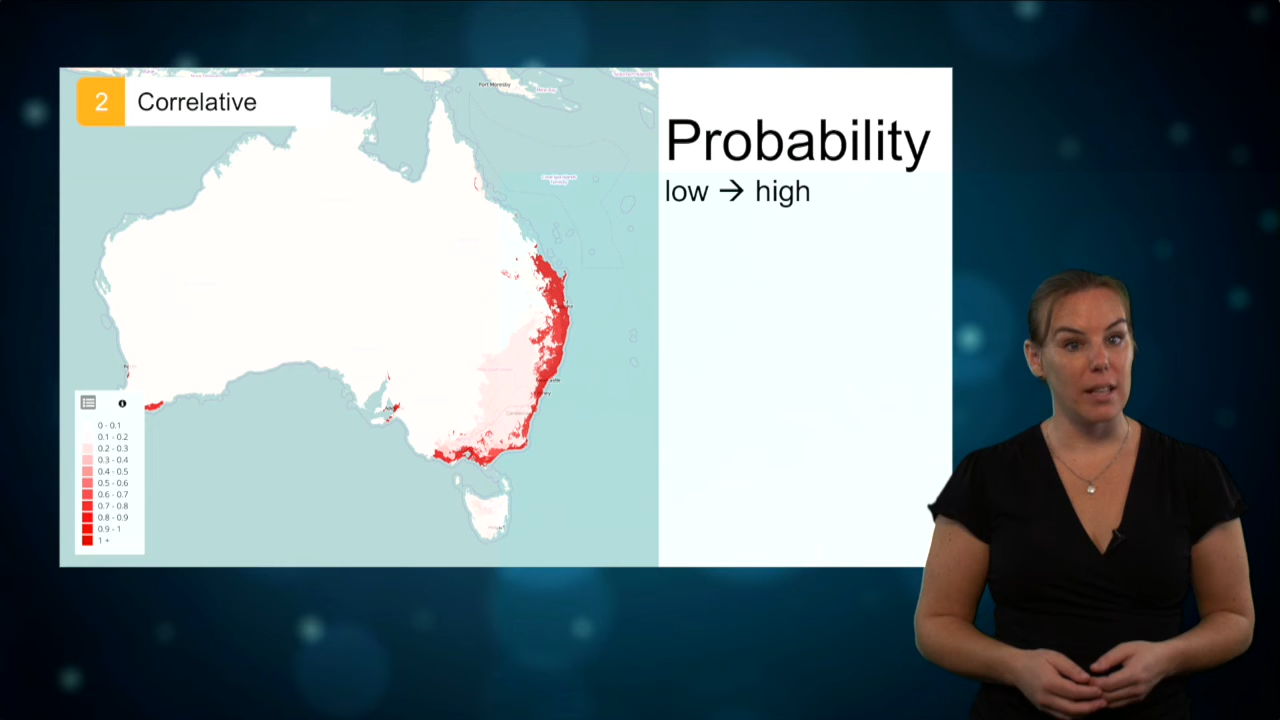 2 Correlative
Probability
low → high
Port Moresby
0 - 0.1
0.1 - 0.2
0.2 - 0.3
0.3 - 0.4
0.4 - 0.5
0.5 - 0.6
0.6 - 0.7
0.7 - 0.8
0.8 - 0.9
0.9 - 1
1 +